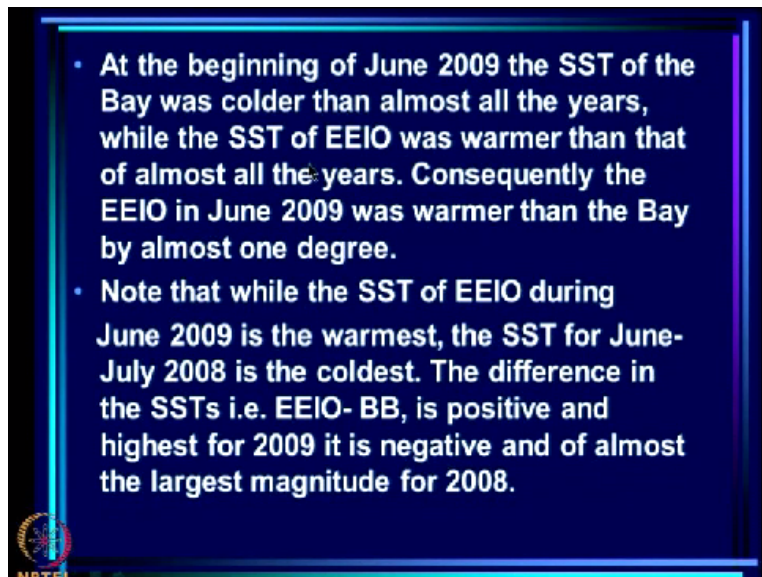 • At the beginning of June 2009 the SST of the
Bay was colder than almost all the years,
while the SST of EEIO was warmer than that
of almost all the years. Consequently the
EEIO in June 2009 was warmer than the Bay
by almost one degree.
• Note that while the SST of EEIO during
June 2009 is the warmest, the SST for June-
July 2008 is the coldest. The difference in
the SSTs i.e. EEIO- BB, is positive and
highest for 2009 it is negative and of almost
the largest magnitude for 2008.
NPTEL